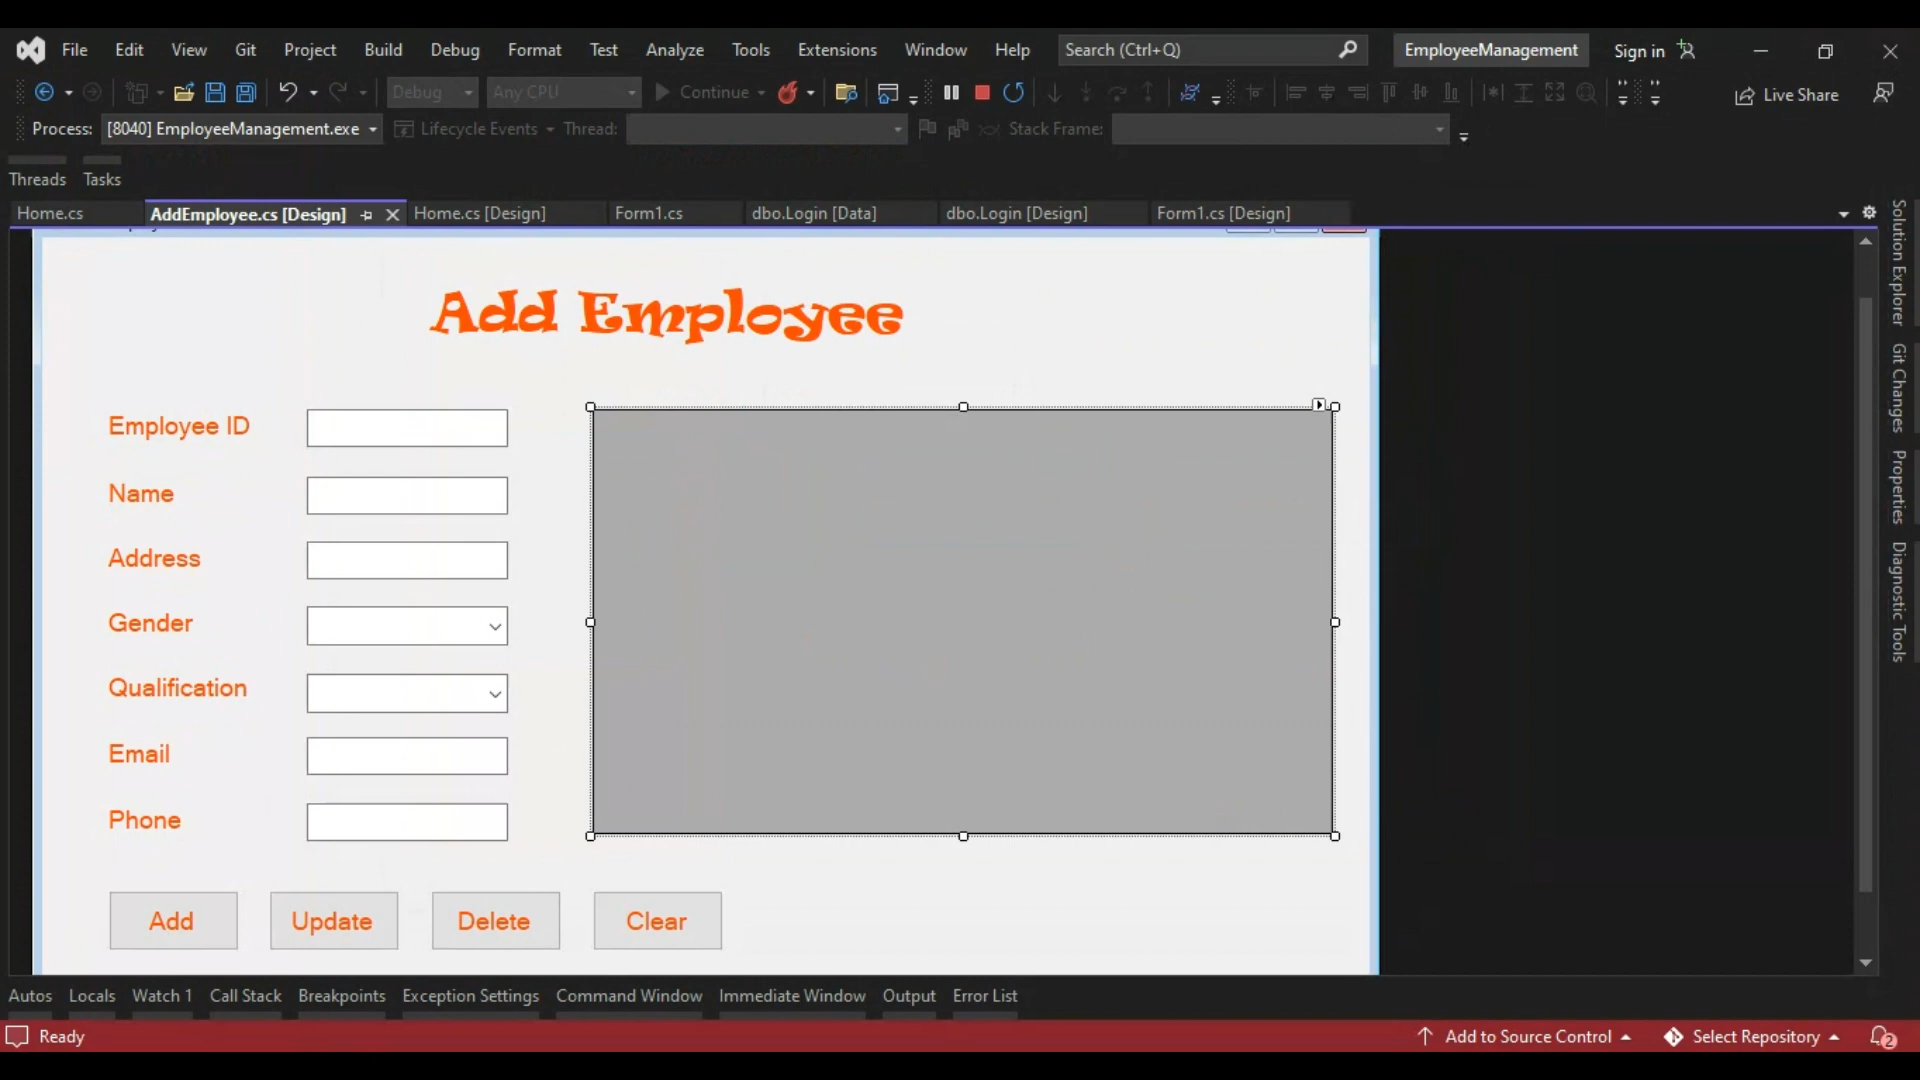 File Edit View Git Project Build Debug Format Test Analyze Tools Extensions Window Help Search (Ctrl+Q) EmployeeManagement Sign in
Debug Any CPU Continue Live Share
Process: [8040] EmployeeManagement.exe Lifecycle Events Thread: Stack Frame:
Threads Tasks
Home.cs AddEmployee.cs [Design] Home.cs [Design] Form1.cs dbo.Login [Data] dbo.Login [Design] Form1.cs [Design]
Add Employee
Employee ID
Name
Address
Gender
Qualification
Email
Phone
Add Update Delete Clear
Solution Explorer
Git Changes
Properties
Diagnostic Tools
Autos Locals Watch 1 Call Stack Breakpoints Exception Settings Command Window Immediate Window Output Error List
Ready Add to Source Control Select Repository 2